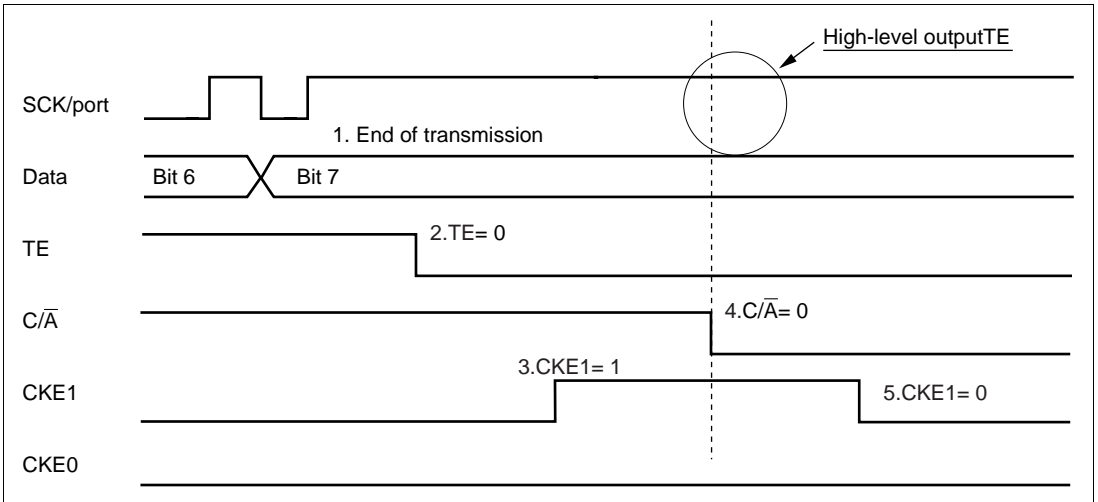 High-level outputTE
SCK/port
1. End of transmission
Data
Bit 6
Bit 7
TE
2.TE= 0
C/A̅
4.C/A̅= 0
3.CKE1= 1
CKE1
5.CKE1= 0
CKE0